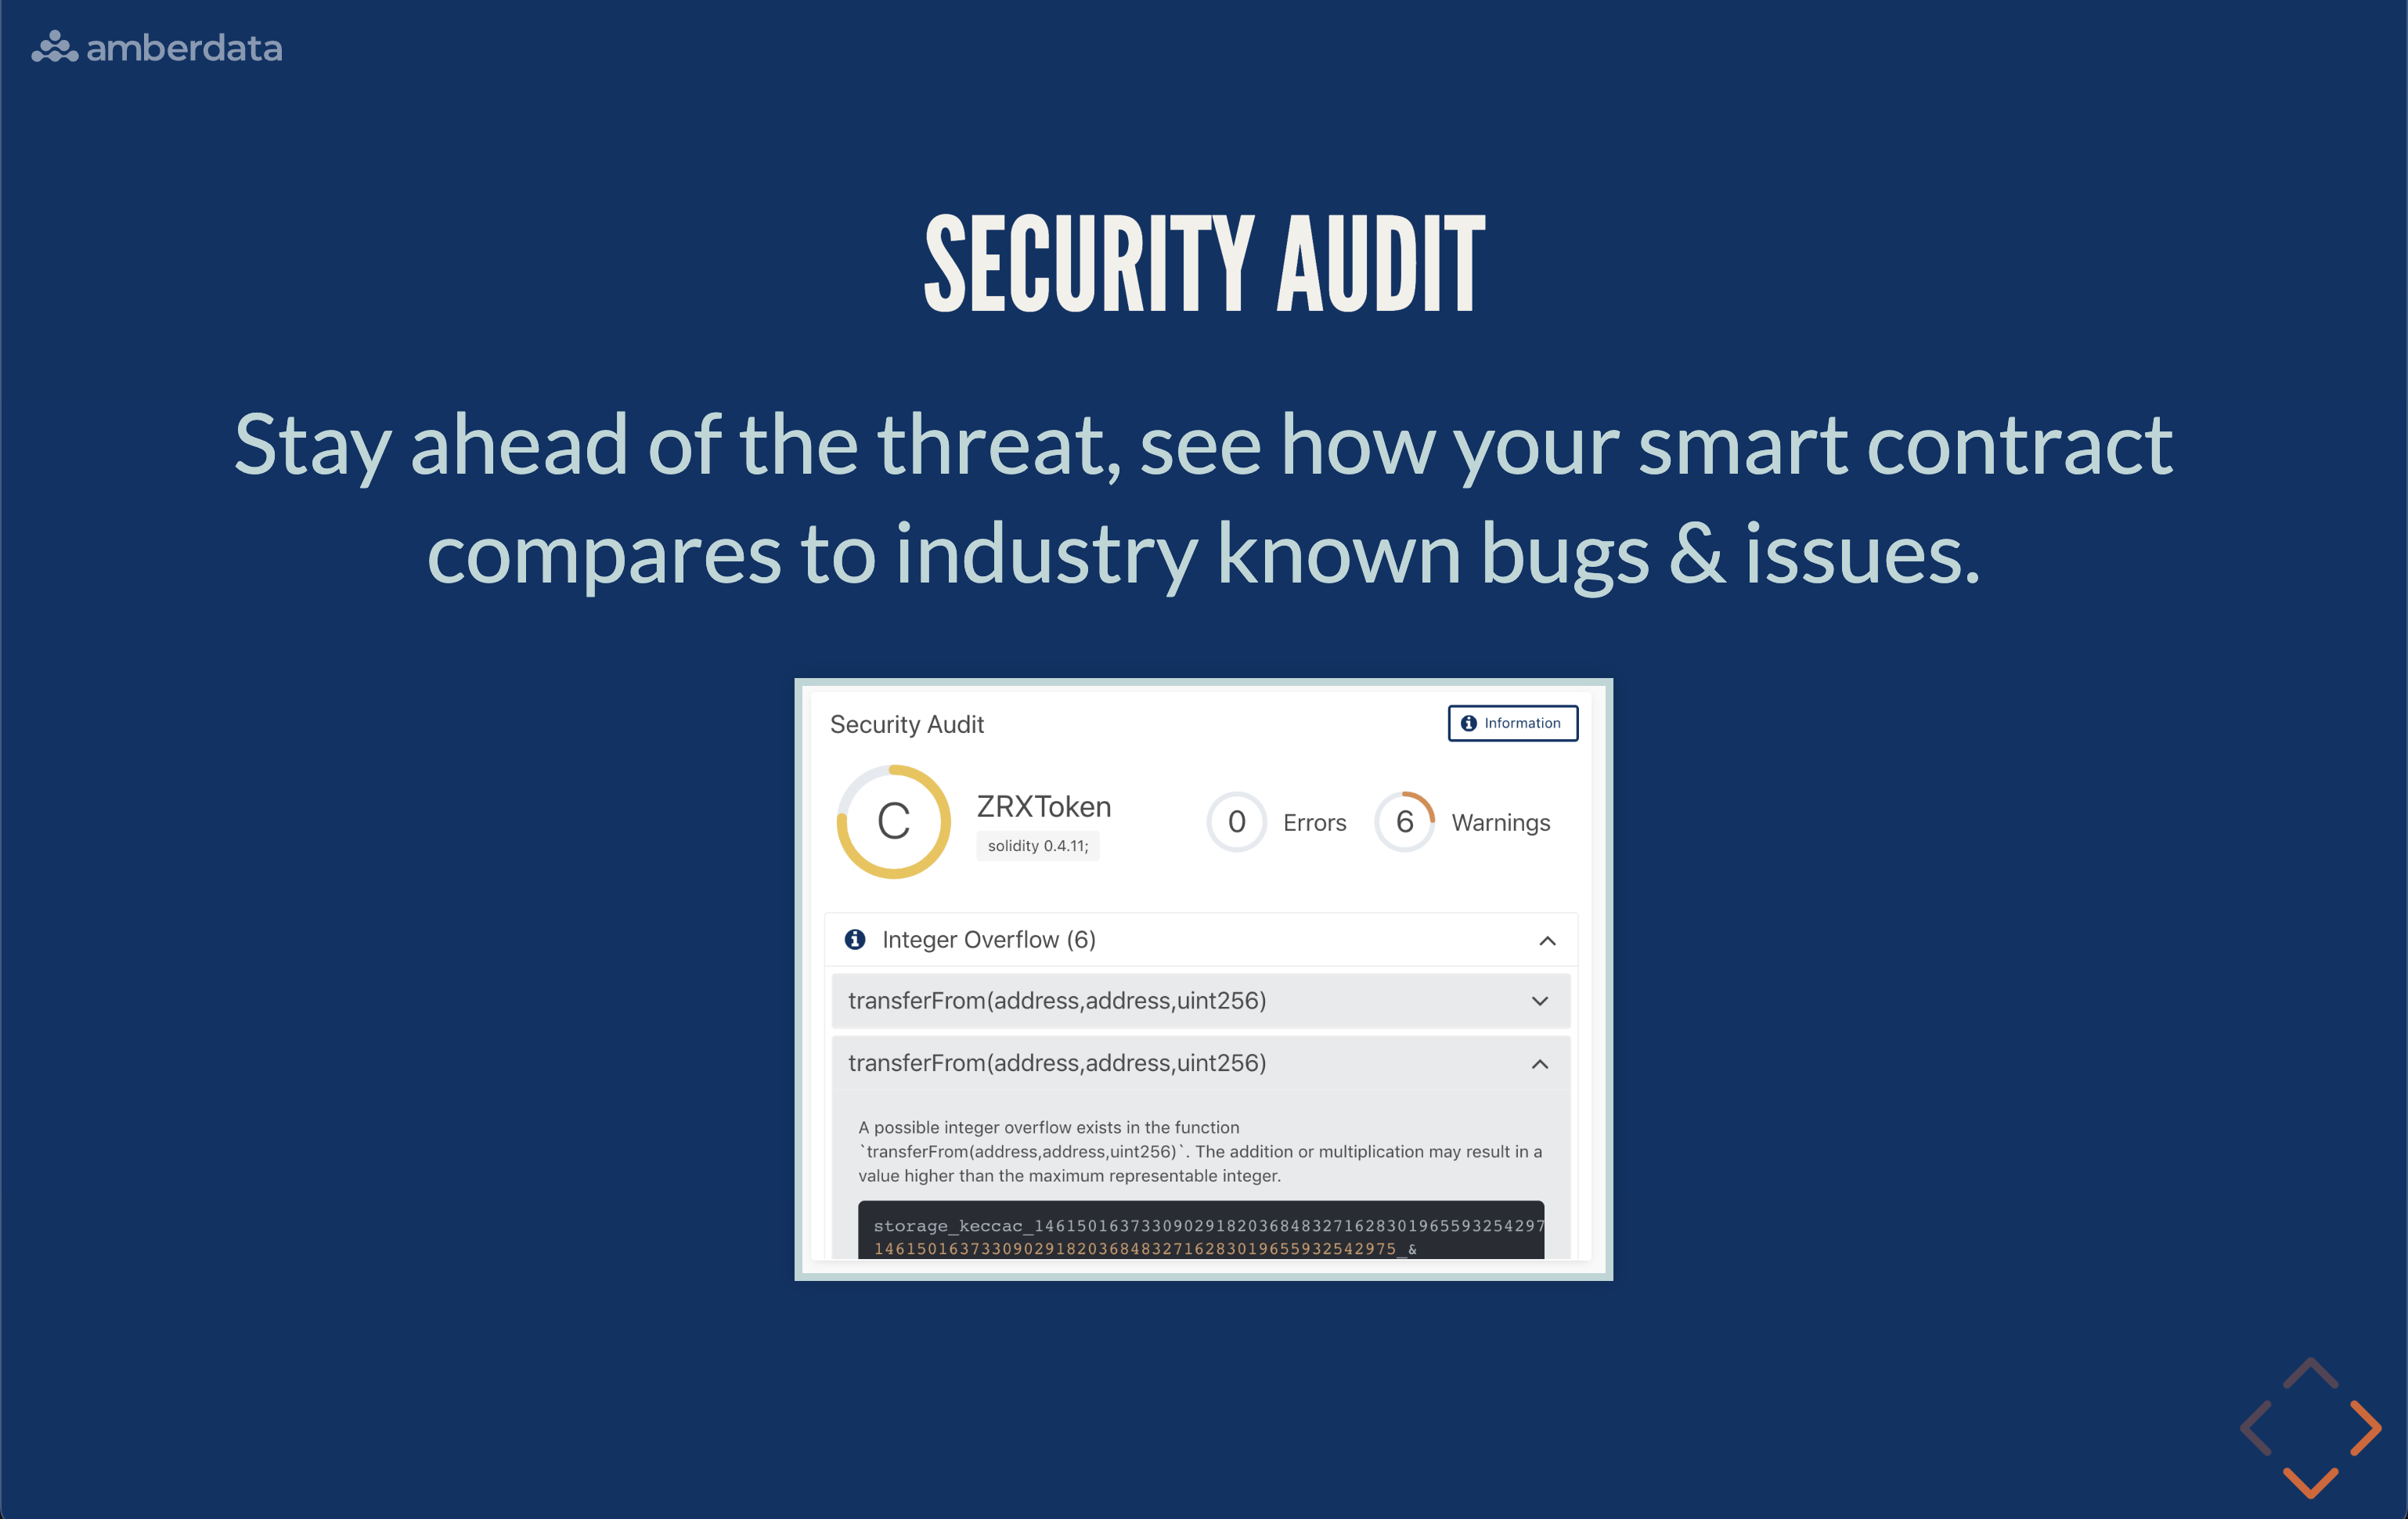 amberdata
SECURITY AUDIT
Stay ahead of the threat, see how your smart contract
compares to industry known bugs & issues.
Security Audit
Information
C
ZRXToken
solidity 0.4.11;
0 Errors
6 Warnings
Integer Overflow (6)
transferFrom(address,address,uint256)
transferFrom(address,address,uint256)
A possible integer overflow exists in the function
`transferFrom(address,address,uint256)`. The addition or multiplication may result in a
value higher than the maximum representable integer.
storage_keccac_1461501637330902918203684832716283019655932​54297
1461501637330902918203684832716283019655932542975_&